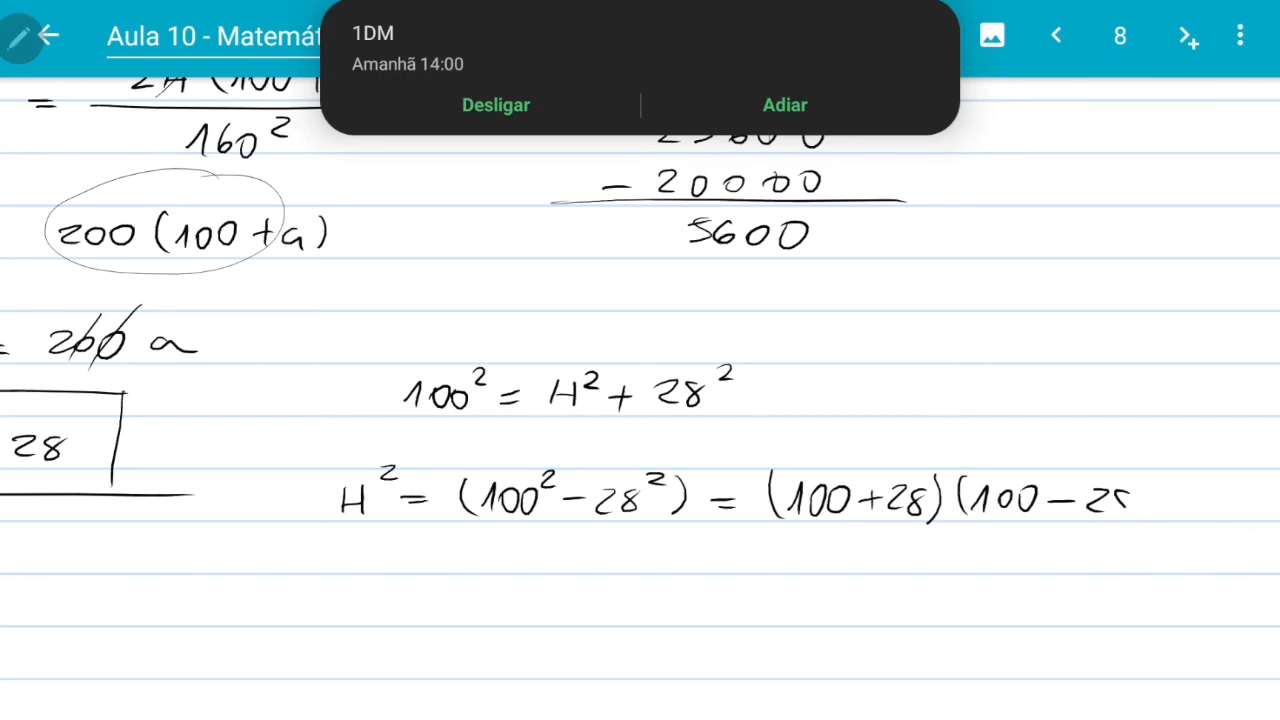 Aula 10 - Matemát
1DM
Amanhã 14:00
Desligar
Adiar
8
=
160²
- 20000
5600
200 (100 + a)
= 200 a
28
100² = H² + 28²
H² = (100² - 28²) = (100 + 28)(100 - 28